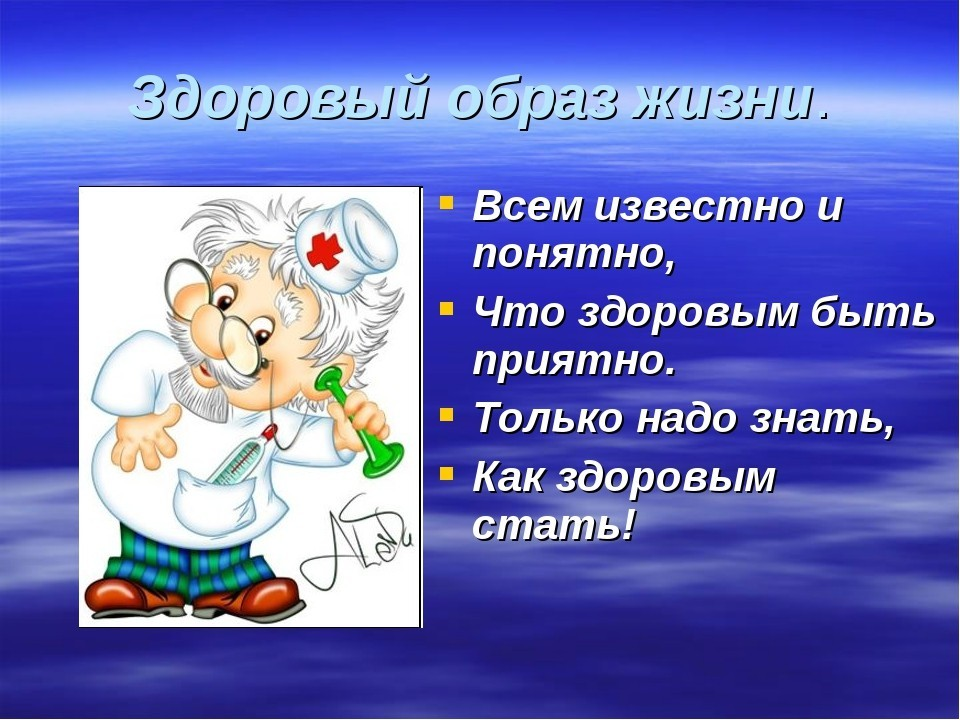 Здоровый образ жизни.
Всем известно и
понятно,
Что здоровым быть
приятно.
Только надо знать,
Как здоровым
стать!